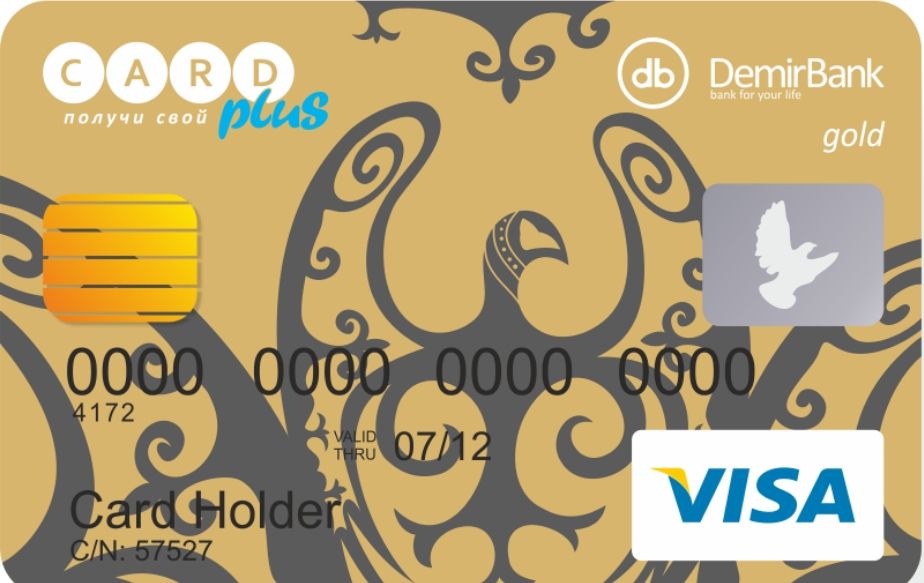 CARD
получи свой plus
db DemirBank
bank for your life
gold
0000 0000 0000 0000
4172
VALID THRU 07/12
Card Holder
C/N: 57527
VISA